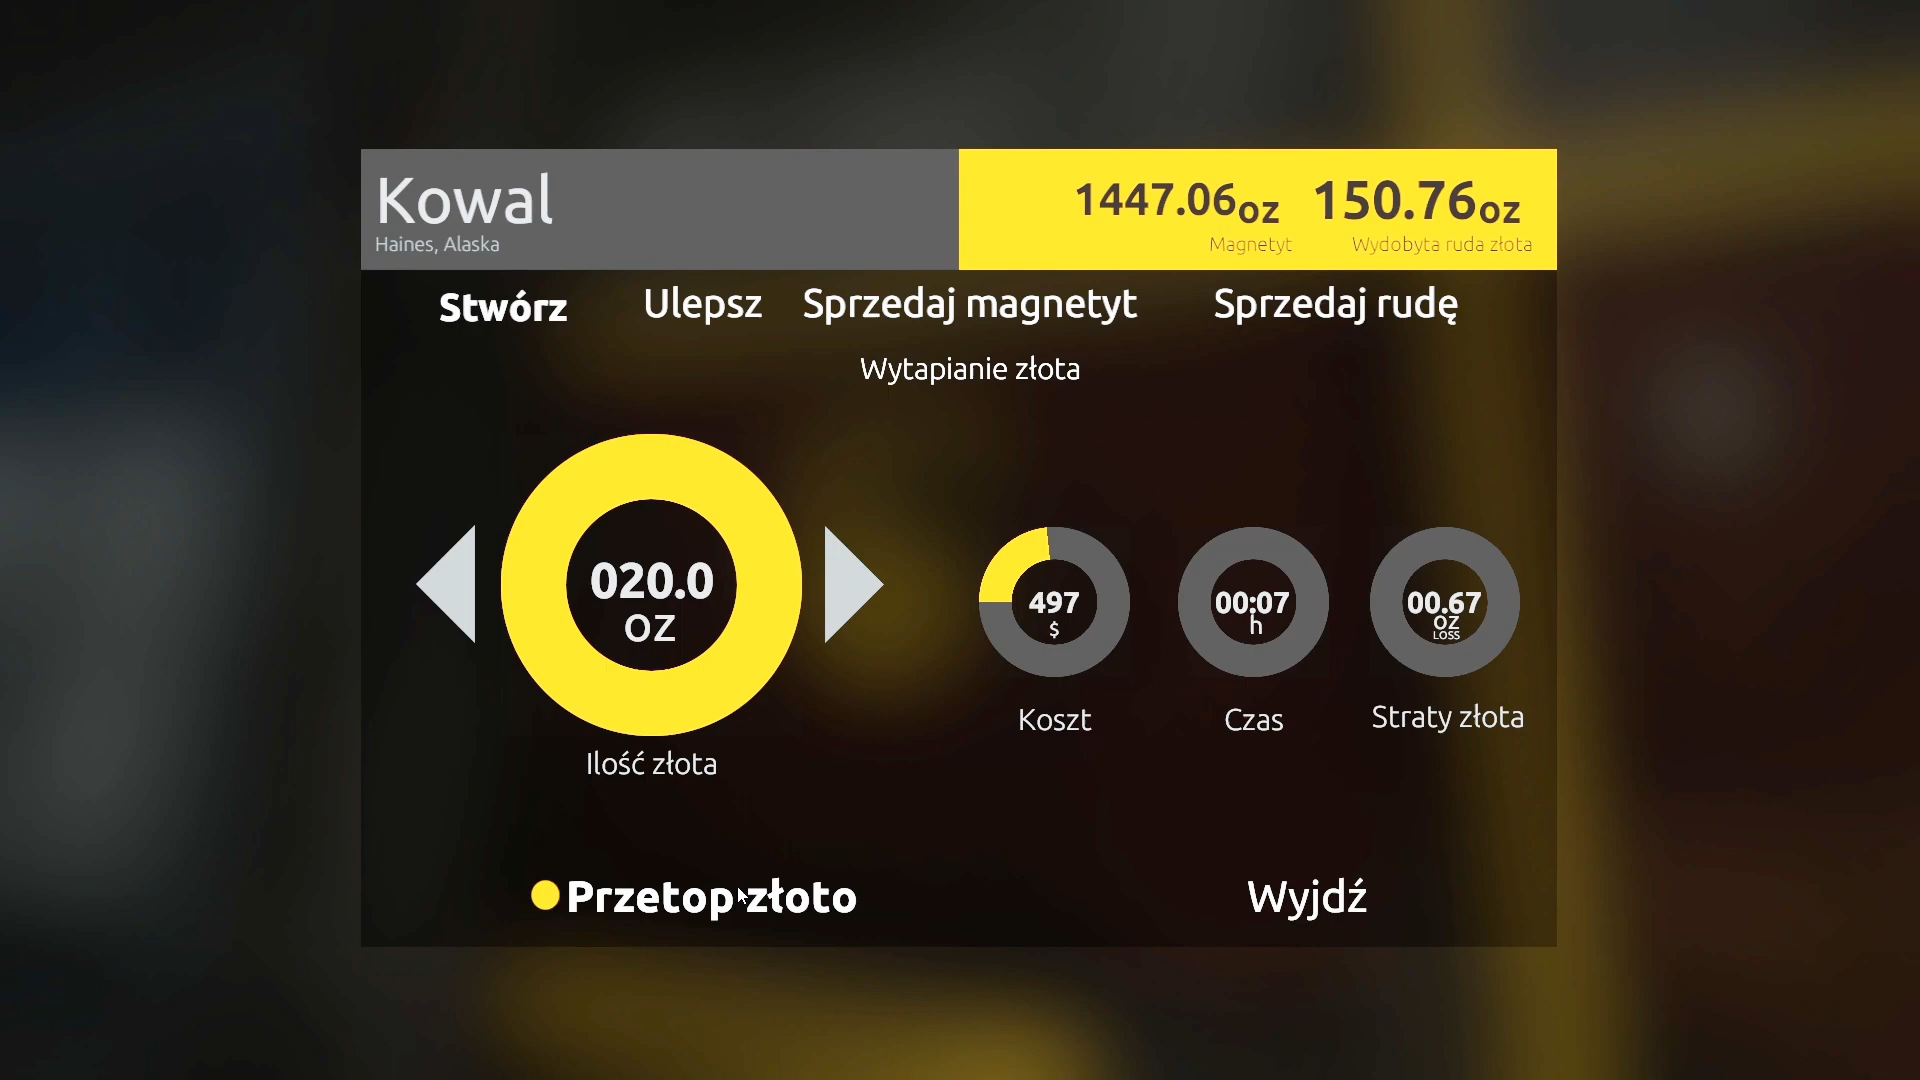 Kowal
Haines, Alaska
1447.06oz
Magnetyt
150.76oz
Wydobyta ruda złota
Stwórz
Ulepsz
Sprzedaj magnetyt
Sprzedaj rudę
Wytapianie złota
020.0
oz
Ilość złota
497
$
Koszt
00:07
h
Czas
00.67
oz
LOSS
Straty złota
Przetop złoto
Wyjdź